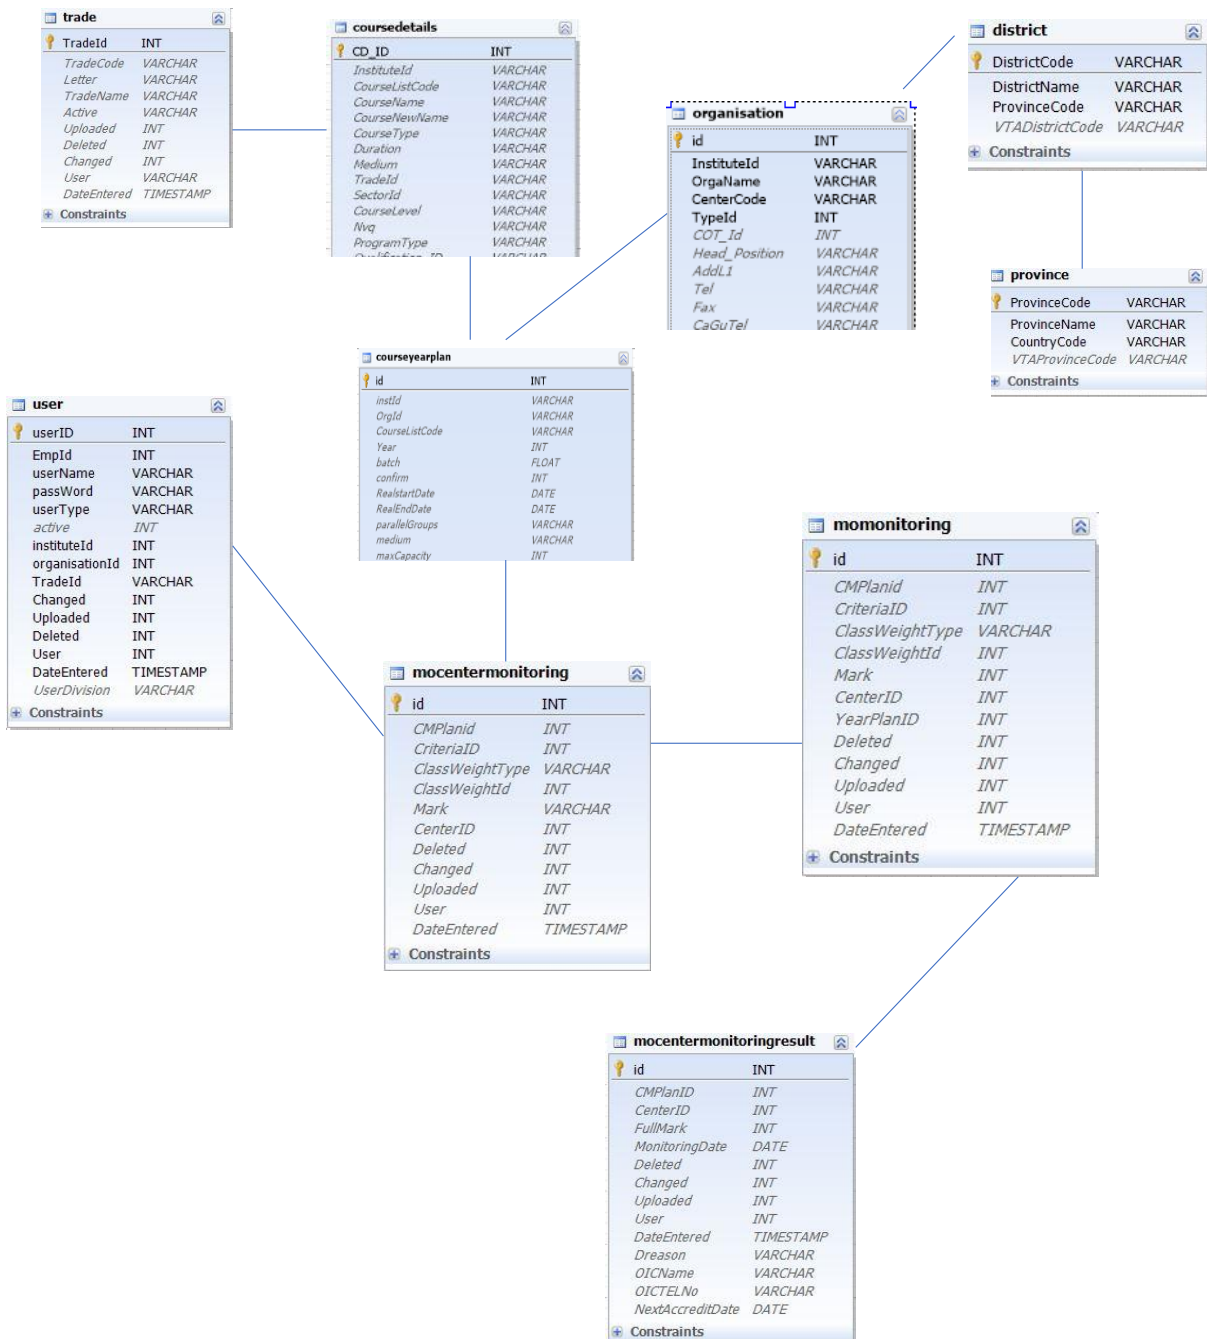 trade
TradeId INT
TradeCode VARCHAR
Letter VARCHAR
TradeName VARCHAR
Active VARCHAR
Uploaded INT
Deleted INT
Changed INT
User VARCHAR
DateEntered TIMESTAMP
Constraints
coursedetails
CD_ID INT
InstituteId VARCHAR
CourseListCode VARCHAR
CourseName VARCHAR
CourseNewName VARCHAR
CourseType VARCHAR
Duration VARCHAR
Medium VARCHAR
TradeId VARCHAR
SectorId VARCHAR
CourseLevel VARCHAR
Nvq VARCHAR
ProgramType VARCHAR
Qualification_ID VARCHAR
organisation
id INT
InstituteId VARCHAR
OrgaName VARCHAR
CenterCode VARCHAR
TypeId INT
COT_Id INT
Head_Position VARCHAR
AddL1 VARCHAR
Tel VARCHAR
Fax VARCHAR
CaGuTel VARCHAR
district
DistrictCode VARCHAR
DistrictName VARCHAR
ProvinceCode VARCHAR
VTADistrictCode VARCHAR
Constraints
province
ProvinceCode VARCHAR
ProvinceName VARCHAR
CountryCode VARCHAR
VTAProvinceCode VARCHAR
Constraints
courseyearplan
id INT
instId VARCHAR
OrgId VARCHAR
CourseListCode VARCHAR
Year INT
batch FLOAT
confirm INT
RealstartDate DATE
RealEndDate DATE
parallelGroups VARCHAR
medium VARCHAR
maxCapacity INT
user
userID INT
EmpId INT
userName VARCHAR
passWord VARCHAR
userType VARCHAR
active INT
instituteId INT
organisationId INT
TradeId VARCHAR
Changed INT
Uploaded INT
Deleted INT
User INT
DateEntered TIMESTAMP
UserDivision VARCHAR
Constraints
momonitoring
id INT
CMPlanid INT
CriteriaID INT
ClassWeightType VARCHAR
ClassWeightId INT
Mark INT
CenterID INT
YearPlanID INT
Deleted INT
Changed INT
Uploaded INT
User INT
DateEntered TIMESTAMP
Constraints
mocentermonitoring
id INT
CMPlanid INT
CriteriaID INT
ClassWeightType VARCHAR
ClassWeightId INT
Mark VARCHAR
CenterID INT
Deleted INT
Changed INT
Uploaded INT
User INT
DateEntered TIMESTAMP
Constraints
mocentermonitoringresult
id INT
CMPlanID INT
CenterID INT
FullMark INT
MonitoringDate DATE
Deleted INT
Changed INT
Uploaded INT
User INT
DateEntered TIMESTAMP
Dreason VARCHAR
OICName VARCHAR
OICTELNo VARCHAR
NextAccreditDate DATE
Constraints